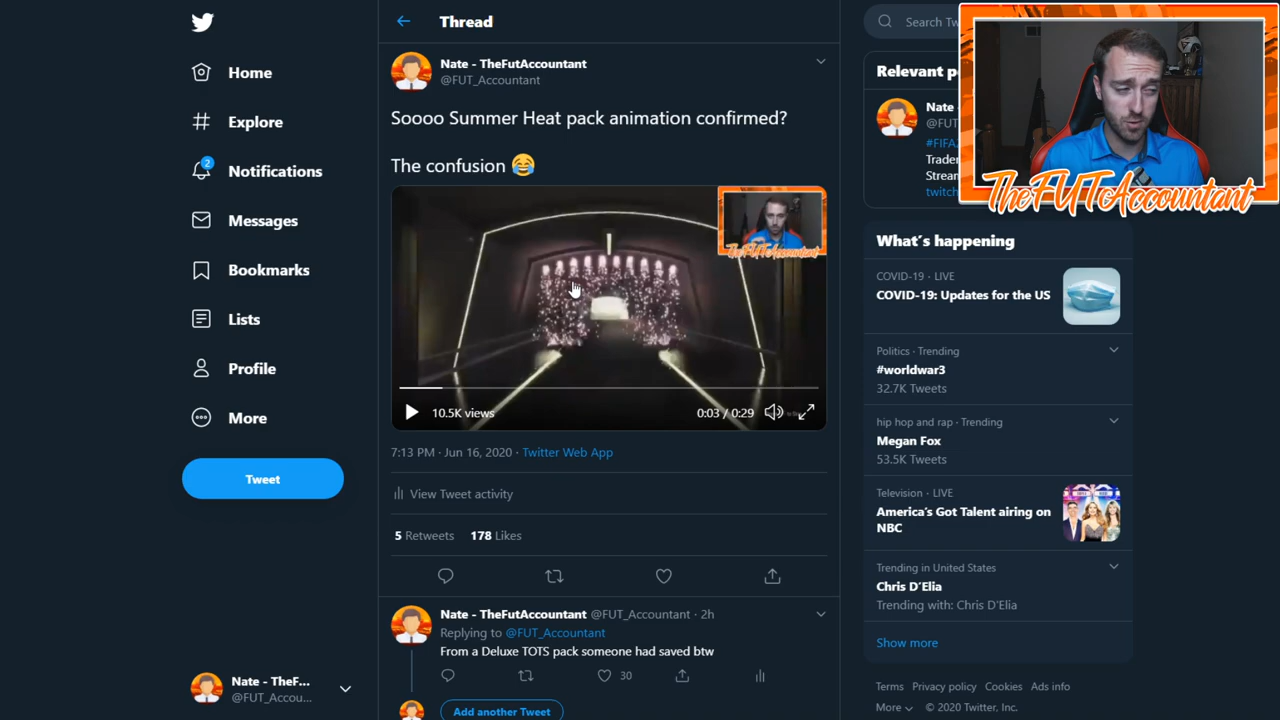 Home
Explore
2
Notifications
Messages
Bookmarks
Lists
Profile
More
Tweet
Nate - TheF...
@FUT_Accou...
Thread
Nate - TheFutAccountant
@FUT_Accountant
Soooo Summer Heat pack animation confirmed?
The confusion 😂
TheFUTAccountant
10.5K views
0:03 / 0:29
7:13 PM · Jun 16, 2020 · Twitter Web App
View Tweet activity
5 Retweets 178 Likes
Nate - TheFutAccountant @FUT_Accountant · 2h
Replying to @FUT_Accountant
From a Deluxe TOTS pack someone had saved btw
30
Add another Tweet
Search Tw
Relevant p
Nate -
@FU
#FIFA
Trader
Stream
twitch
TheFUTAccountant
What's happening
COVID-19 · LIVE
COVID-19: Updates for the US
Politics · Trending
#worldwar3
32.7K Tweets
hip hop and rap · Trending
Megan Fox
53.5K Tweets
Television · LIVE
America's Got Talent airing on
NBC
Trending in United States
Chris D'Elia
Trending with: Chris D'Elia
Show more
Terms Privacy policy Cookies Ads info
More © 2020 Twitter, Inc.